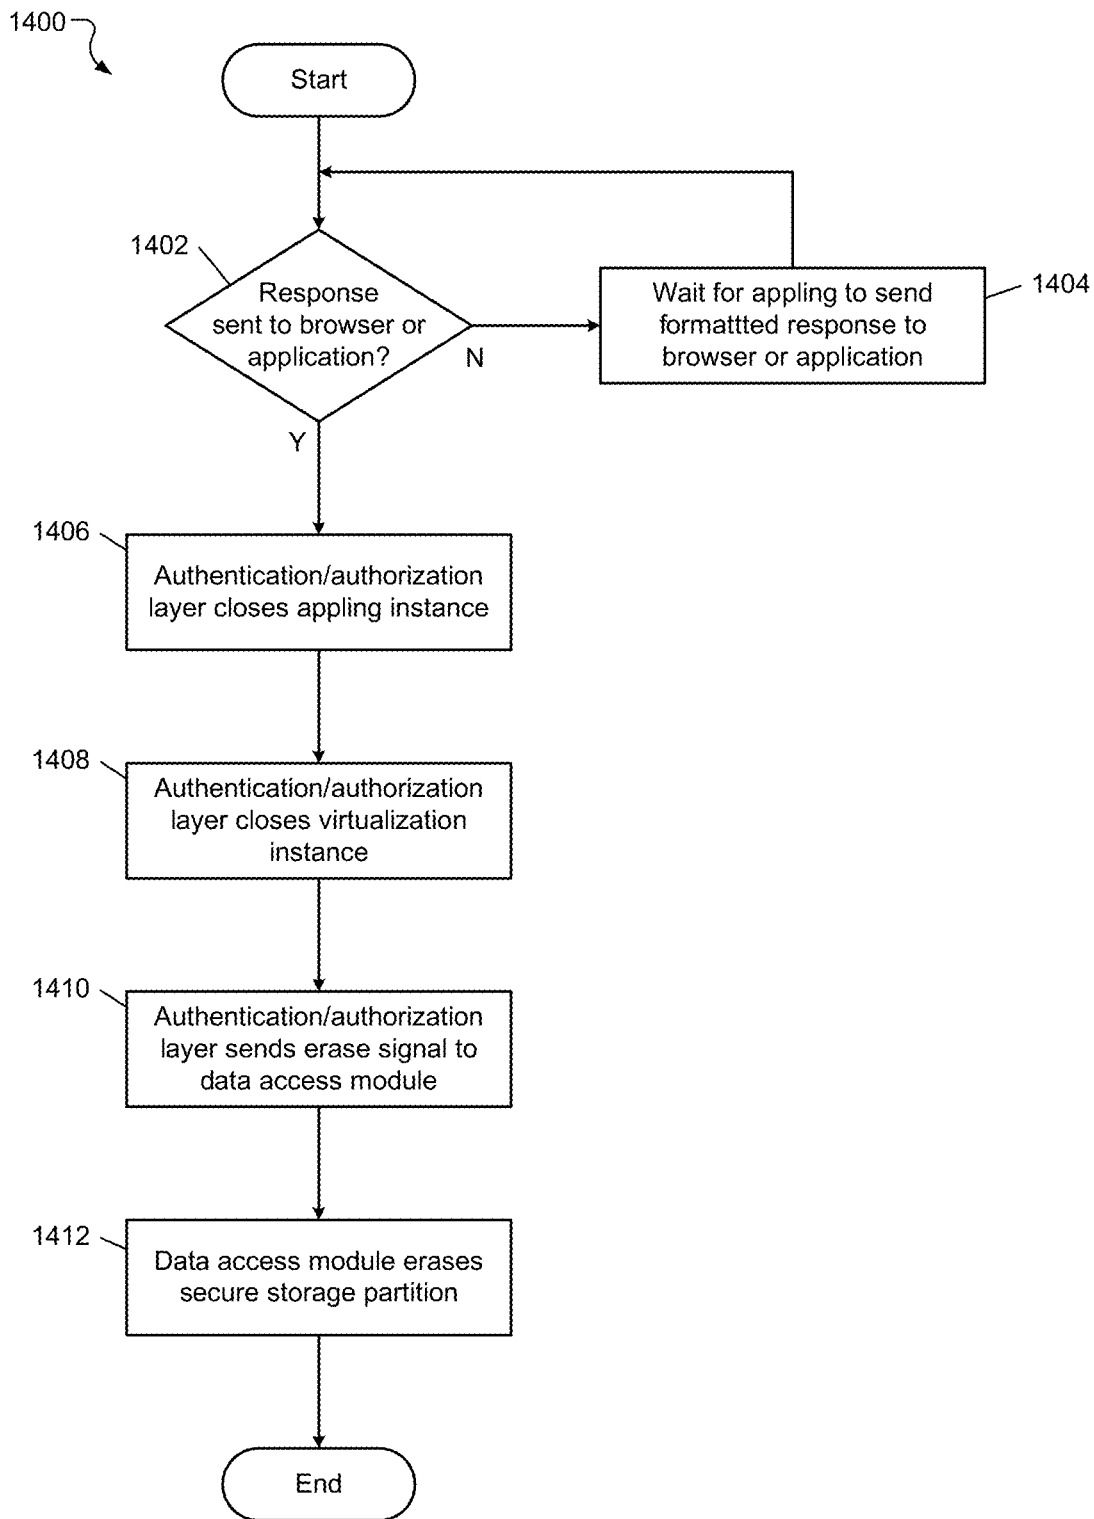 1400
Start
1402
Response
sent to browser or
application?
N
Wait for appling to send
formattted response to
browser or application
1404
Y
1406
Authentication/authorization
layer closes appling instance
1408
Authentication/authorization
layer closes virtualization
instance
1410
Authentication/authorization
layer sends erase signal to
data access module
1412
Data access module erases
secure storage partition
End